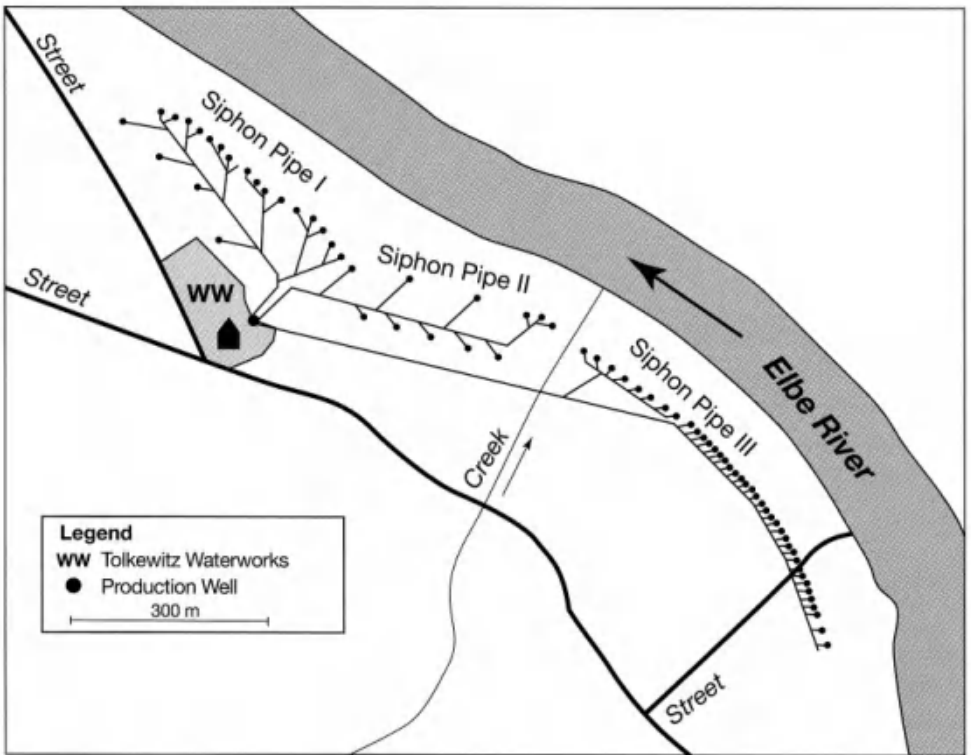 Street
Siphon Pipe I
Street
WW
Siphon Pipe II
Siphon Pipe III
Elbe River
Creek
Street
Legend
WW Tolkewitz Waterworks
Production Well
300 m